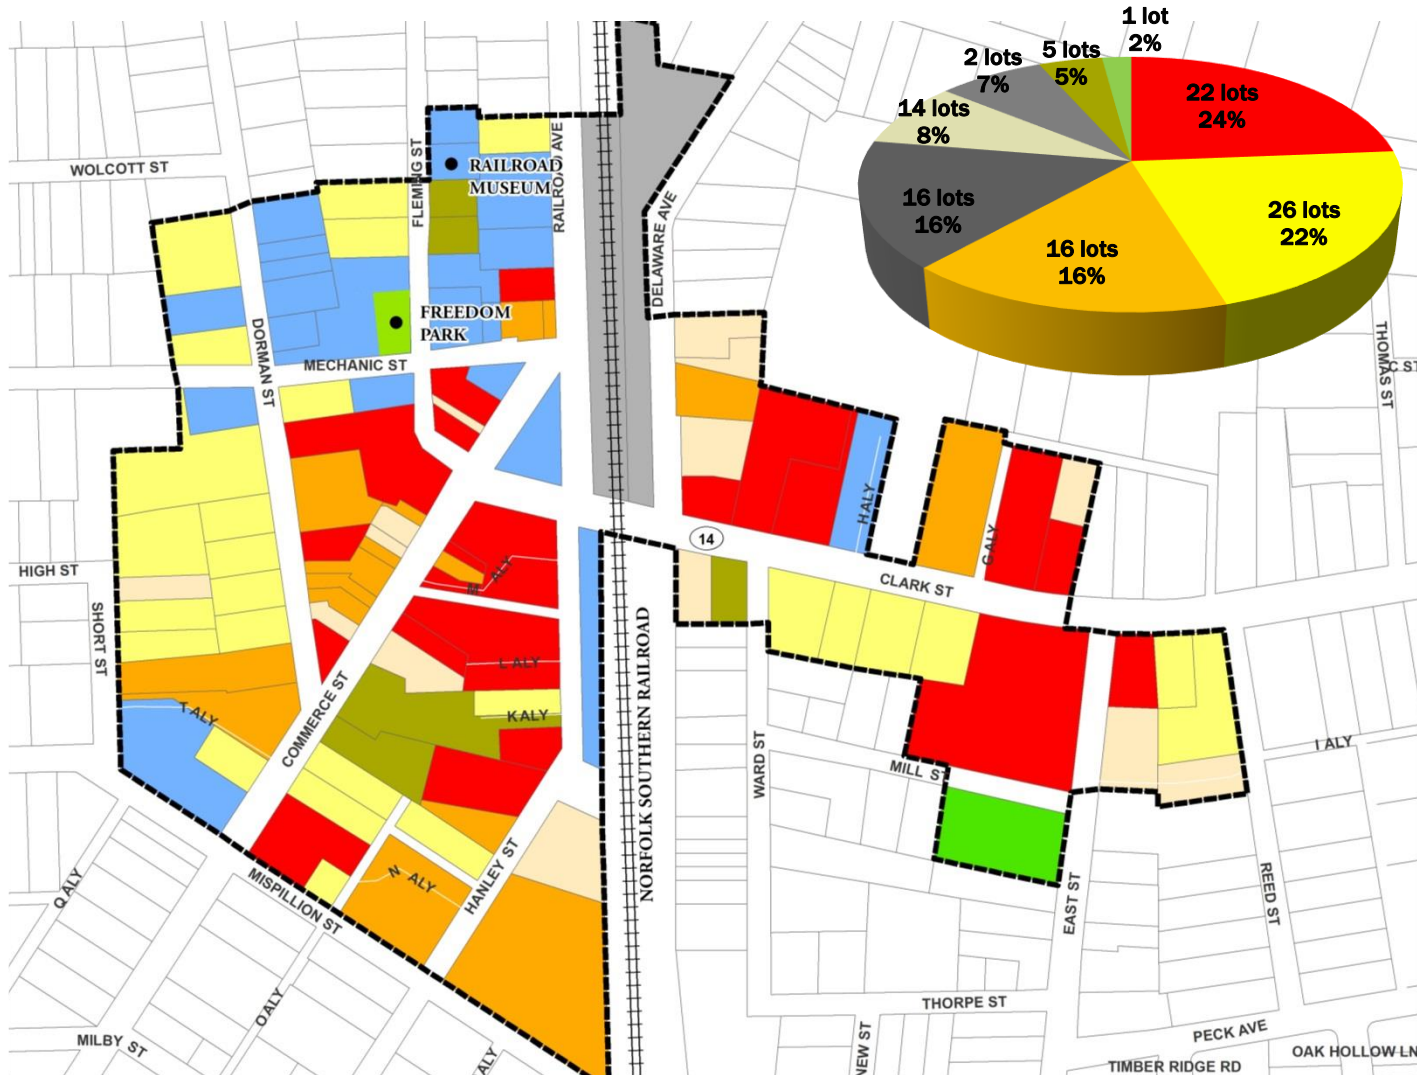 1 lot
2%
2 lots
7%
5 lots
5%
22 lots
24%
14 lots
8%
16 lots
16%
26 lots
22%
16 lots
16%
WOLCOTT ST
FLEMING ST
RAILROAD AVE
RAILROAD
MUSEUM
DELAWARE AVE
FREEDOM
PARK
DORMAN ST
MECHANIC ST
THOMAS ST
C ST
H ALY
G ALY
14
CLARK ST
HIGH ST
SHORT ST
M ALY
L ALY
K ALY
T ALY
COMMERCE ST
NORFOLK SOUTHERN RAILROAD
WARD ST
MILL ST
I ALY
N ALY
HANLEY ST
MISPILLION ST
Q ALY
EAST ST
REED ST
O ALY
THORPE ST
MILBY ST
ALY
NEW ST
PECK AVE
TIMBER RIDGE RD
OAK HOLLOW LN